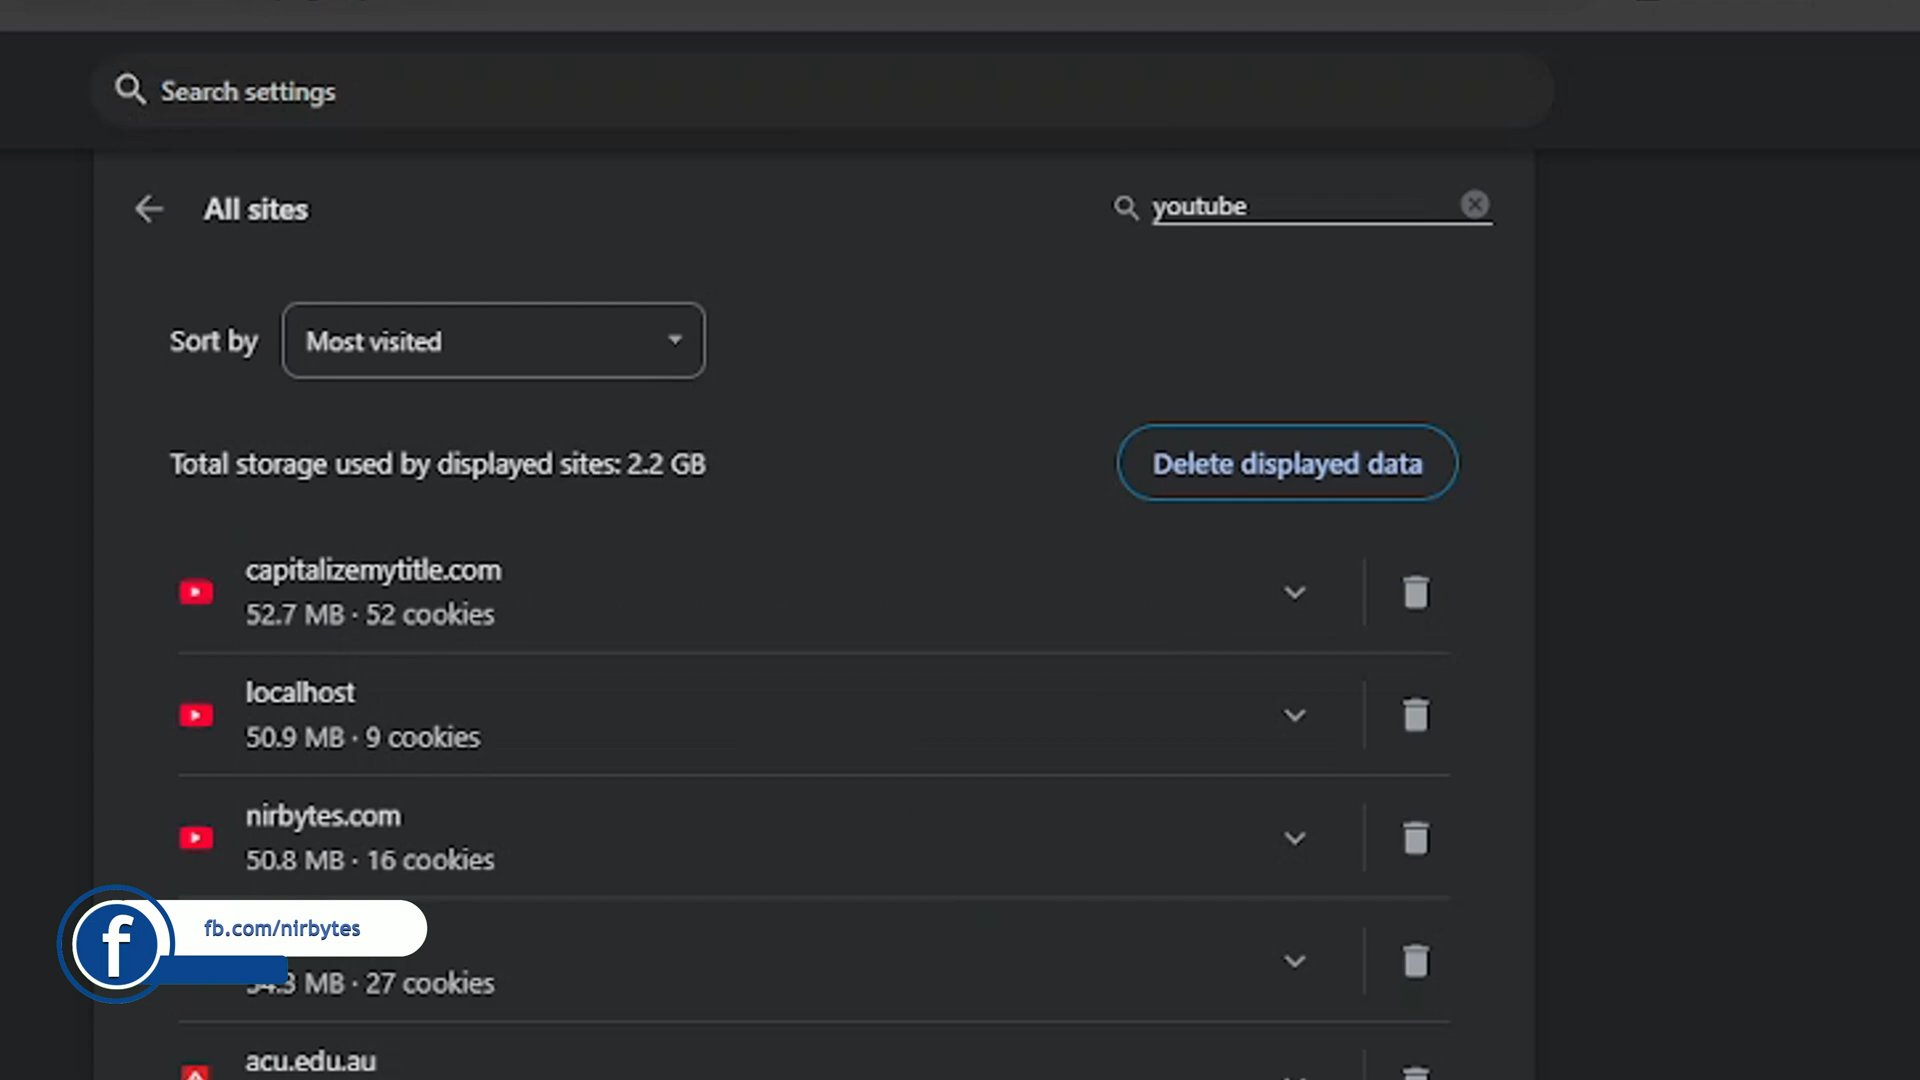 Search settings
All sites
youtube
Sort by
Most visited
Total storage used by displayed sites: 2.2 GB
Delete displayed data
capitalizemytitle.com
52.7 MB · 52 cookies
localhost
50.9 MB · 9 cookies
nirbytes.com
50.8 MB · 16 cookies
fb.com/nirbytes
MB · 27 cookies
acu.edu.au